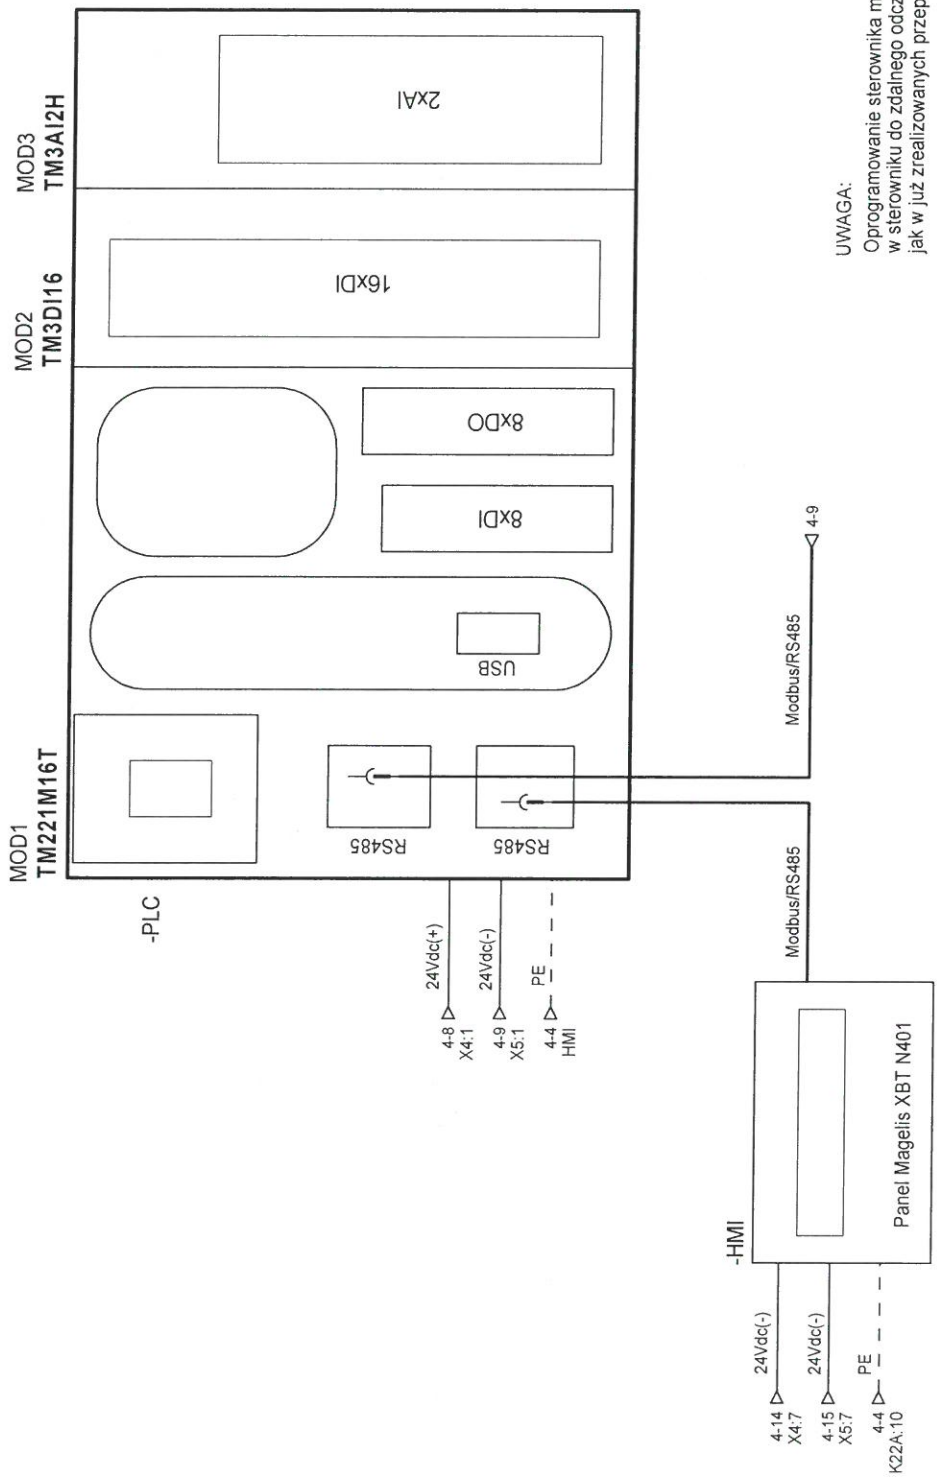 MOD1
TM221M16T
MOD2
TM3DI16
MOD3
TM3AI2H
-PLC
RS485
RS485
USB
8xDI
8xDO
16xDI
2xAI
24Vdc(+)
4-8
X4:1
24Vdc(-)
4-9
X5:1
PE
4-4
HMI
Modbus/RS485
Modbus/RS485
4-9
-HMI
Panel Magelis XBT N401
24Vdc(-)
4-14
X4:7
24Vdc(-)
4-15
X5:7
PE
4-4
K22A:10
UWAGA:
Oprogramowanie sterownika
w sterowniku do zdalnego
jak w już zrealizowanych